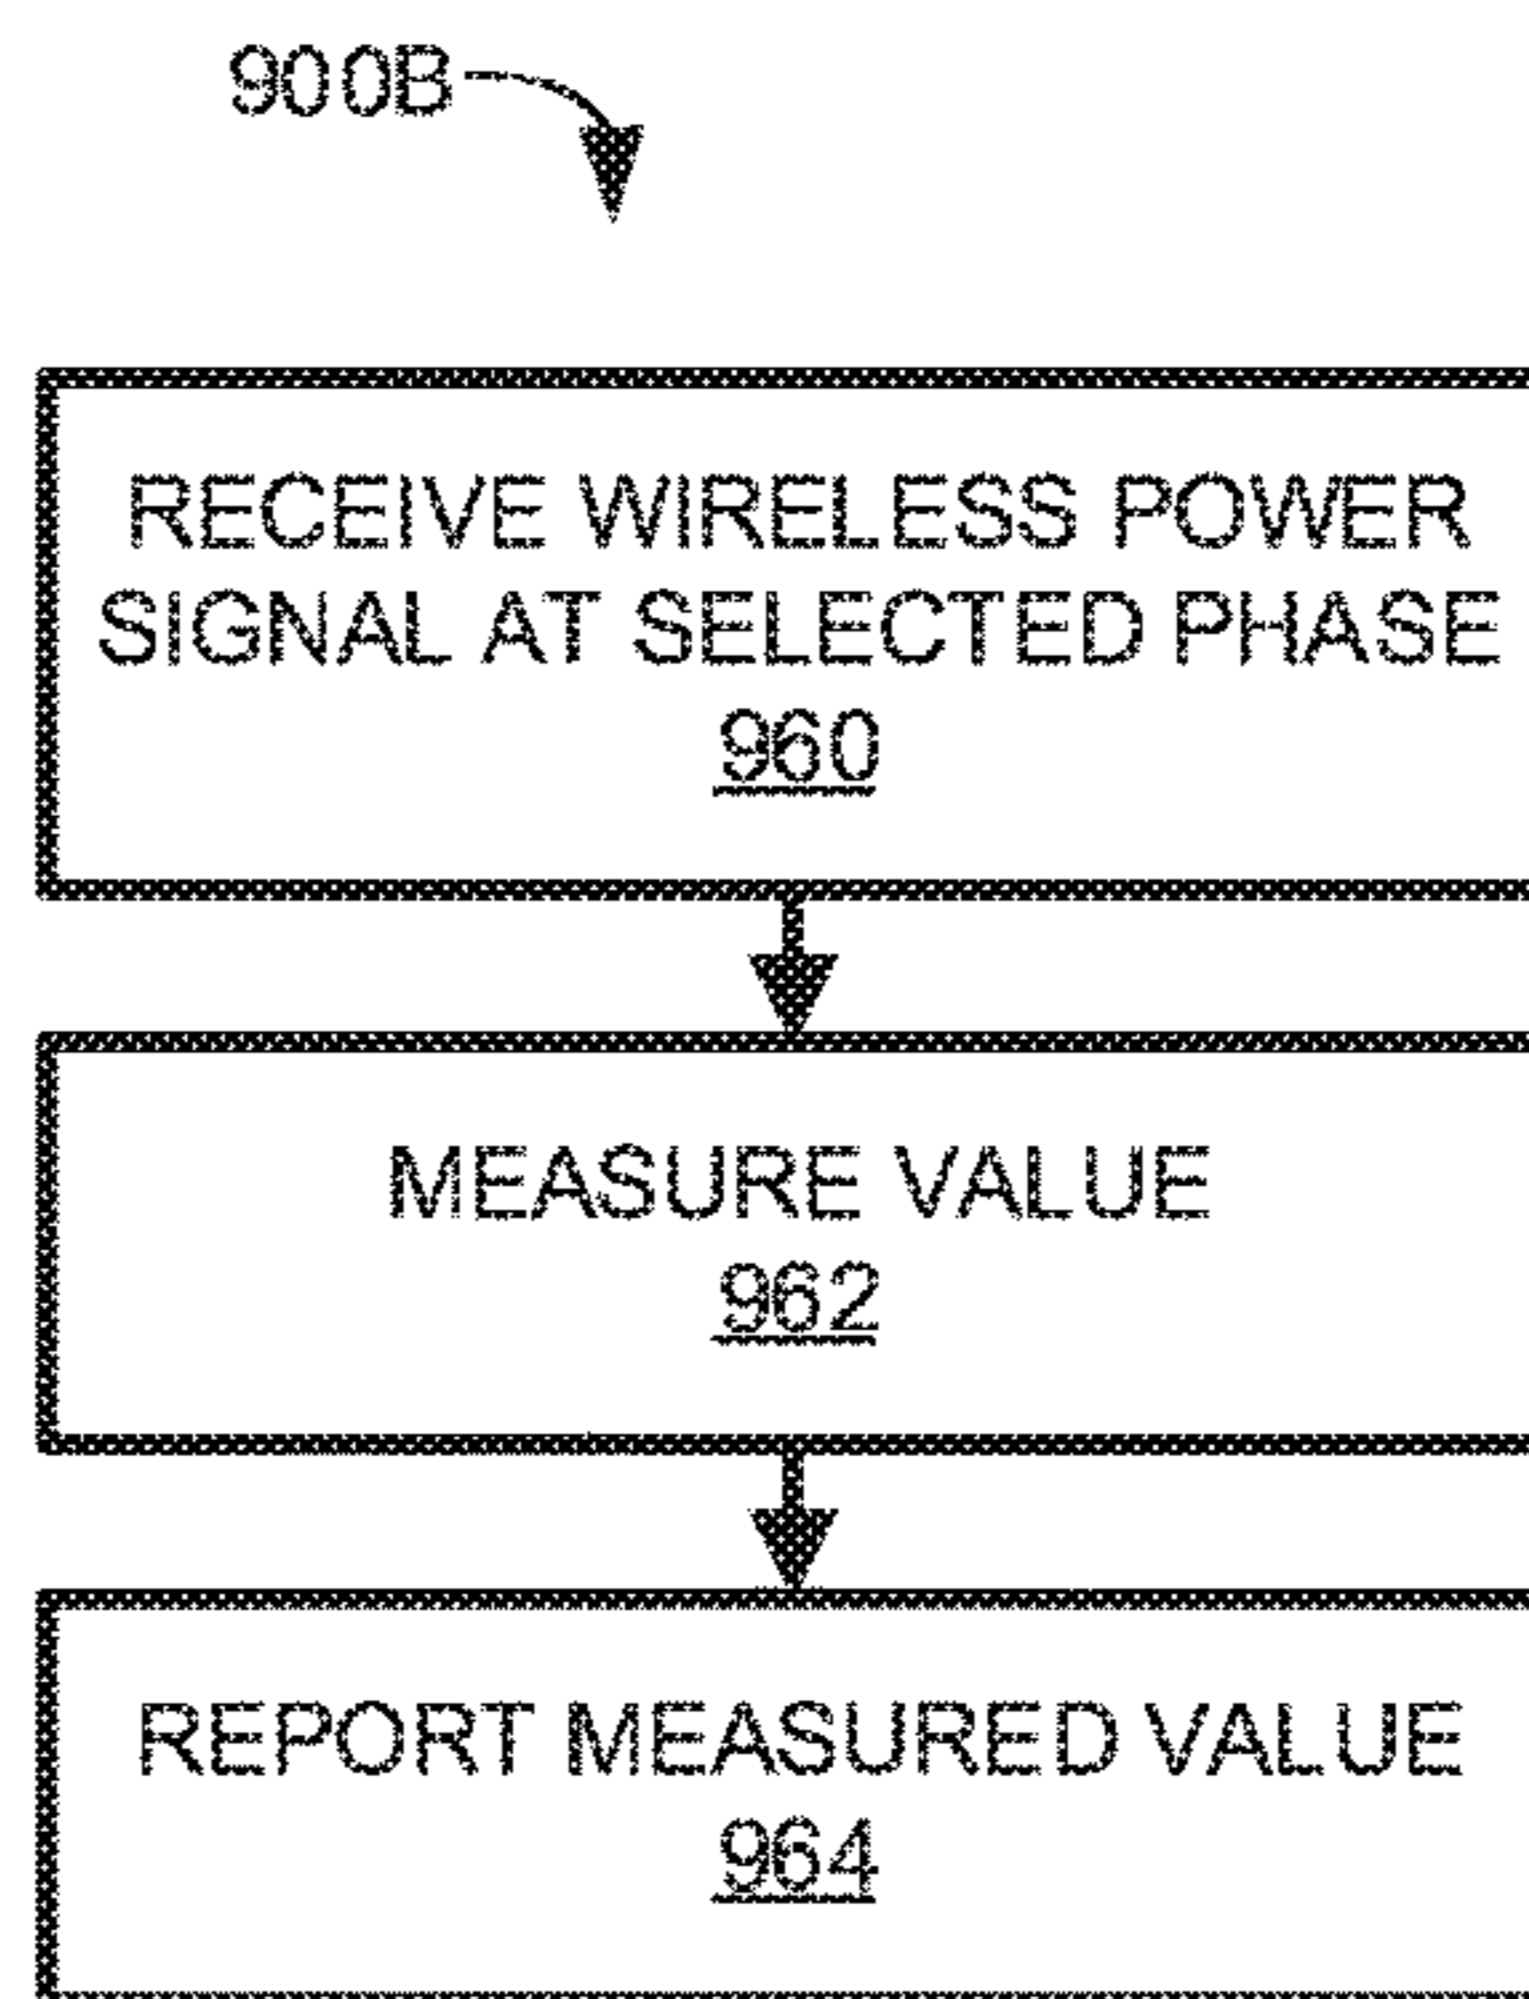 900B
RECEIVE WIRELESS POWER
SIGNAL AT SELECTED PHASE
960
MEASURE VALUE
962
REPORT MEASURED VALUE
964